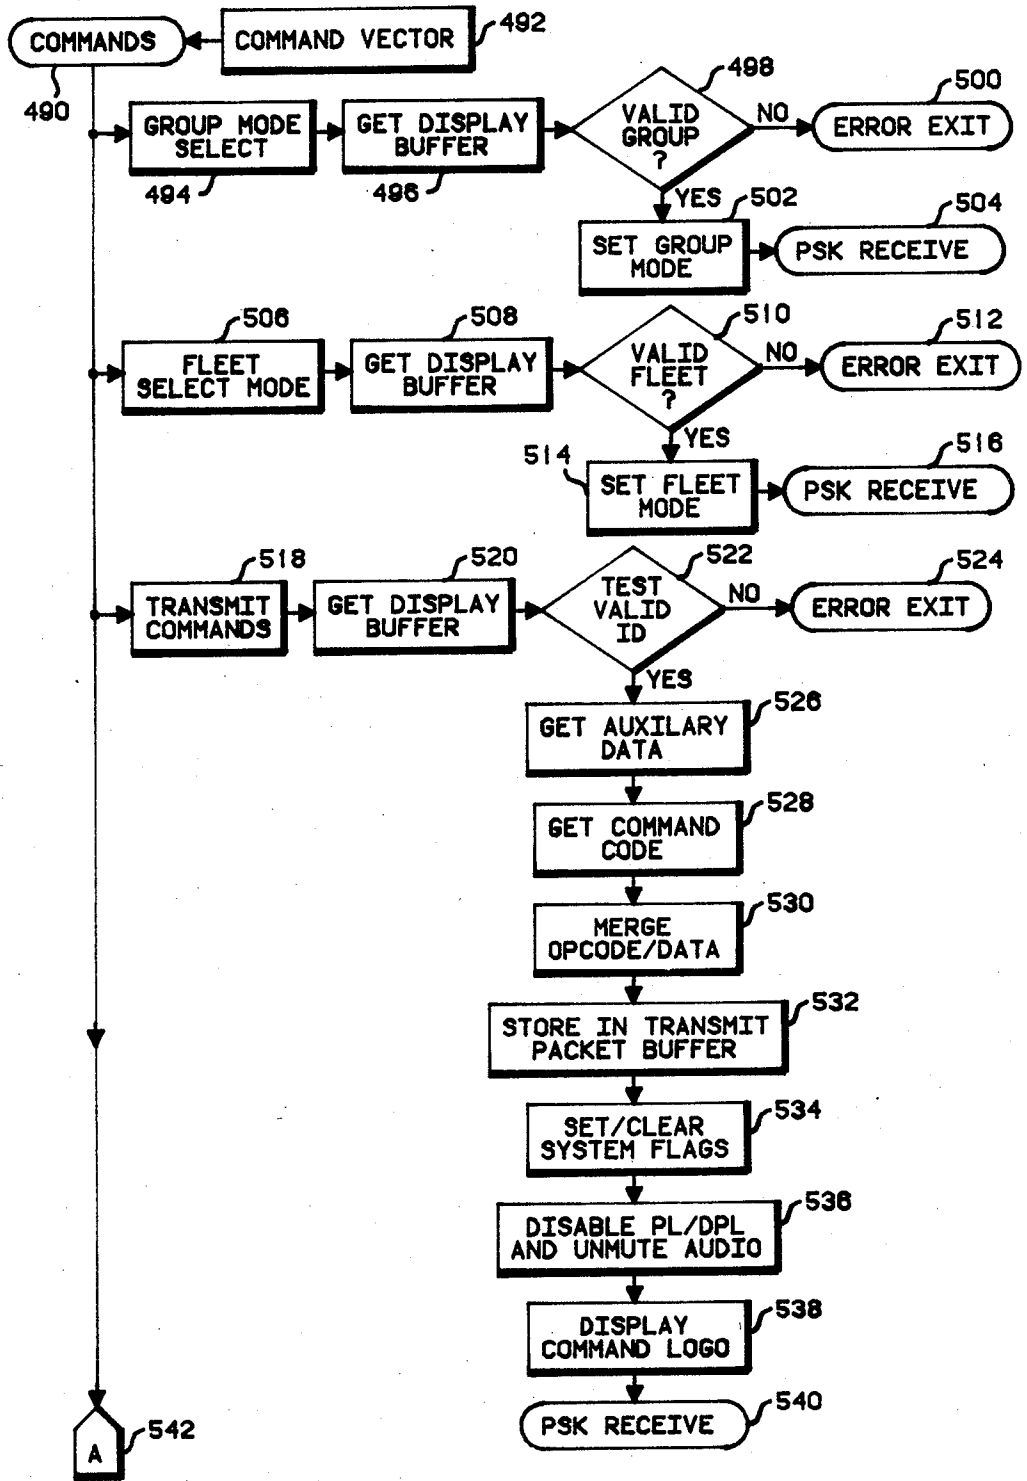 COMMANDS
COMMAND VECTOR
492
490
GROUP MODE
SELECT
494
GET DISPLAY
BUFFER
496
VALID
GROUP
?
498
NO
ERROR EXIT
500
YES
SET GROUP
MODE
502
PSK RECEIVE
504
FLEET
SELECT MODE
506
GET DISPLAY
BUFFER
508
VALID
FLEET
?
510
NO
ERROR EXIT
512
YES
514
SET FLEET
MODE
PSK RECEIVE
516
TRANSMIT
COMMANDS
518
GET DISPLAY
BUFFER
520
TEST
VALID
ID
522
NO
ERROR EXIT
524
YES
GET AUXILARY
DATA
526
GET COMMAND
CODE
528
MERGE
OPCODE/DATA
530
STORE IN TRANSMIT
PACKET BUFFER
532
SET/CLEAR
SYSTEM FLAGS
534
DISABLE PL/DPL
AND UNMUTE AUDIO
536
DISPLAY
COMMAND LOGO
538
PSK RECEIVE
540
A
542